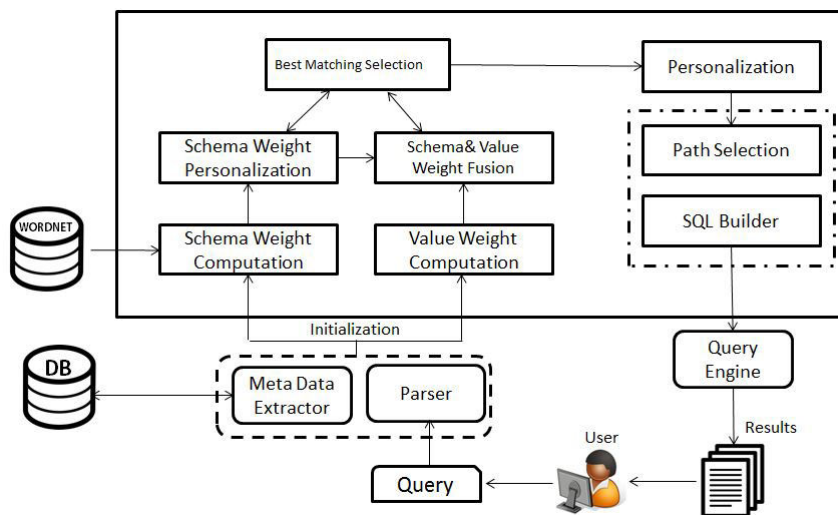 Best Matching Selection
Personalization
Schema Weight
Personalization
Schema& Value
Weight Fusion
Path Selection
WORDNET
Schema Weight
Computation
Value Weight
Computation
SQL Builder
Initialization
DB
Meta Data
Extractor
Parser
Query
Engine
Results
User
Query